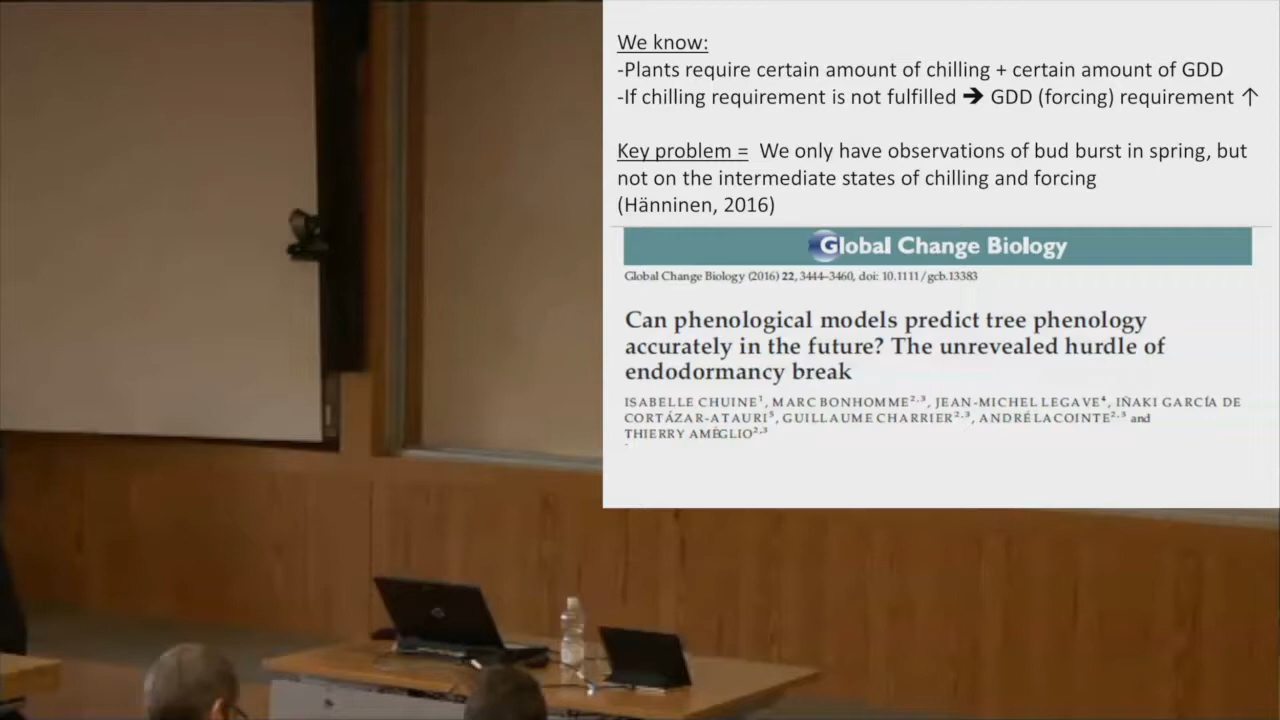 We know:
-Plants require certain amount of chilling + certain amount of GDD
-If chilling requirement is not fulfilled ➔ GDD (forcing) requirement ↑
Key problem = We only have observations of bud burst in spring, but
not on the intermediate states of chilling and forcing
(Hänninen, 2016)
Global Change Biology
Global Change Biology (2016) 22, 3444–3460, doi: 10.1111/gcb.13383
Can phenological models predict tree phenology
accurately in the future? The unrevealed hurdle of
endodormancy break
ISABELLE CHUINE¹, MARC BONHOMME²,³, JEAN-MICHEL LEGAVE⁴, IÑAKI GARCÍA DE
CORTÁZAR-ATAURI⁵, GUILLAUME CHARRIER²,³, ANDRÉ LACOINTE²,³ and
THIERRY AMÉGLIO²,³